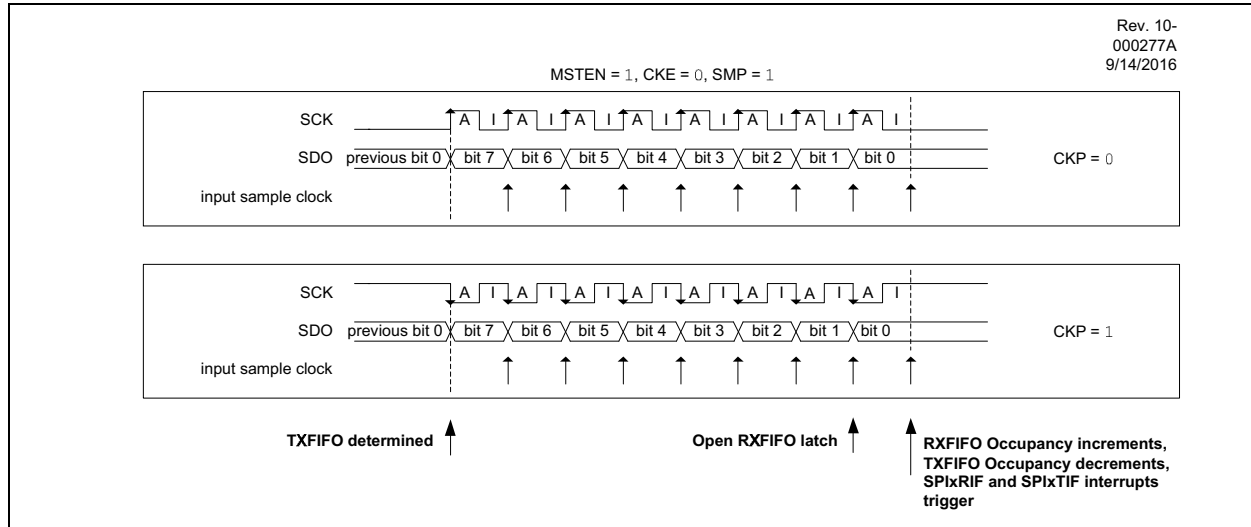 Rev. 10-
000277A
9/14/2016
MSTEN = 1, CKE = 0, SMP = 1
SCK A I A I A I A I A I A I A I A I
SDO previous bit 0 bit 7 bit 6 bit 5 bit 4 bit 3 bit 2 bit 1 bit 0 CKP = 0
input sample clock
SCK A I A I A I A I A I A I A I A I
SDO previous bit 0 bit 7 bit 6 bit 5 bit 4 bit 3 bit 2 bit 1 bit 0 CKP = 1
input sample clock
TXFIFO determined
Open RXFIFO latch
RXFIFO Occupancy increments,
TXFIFO Occupancy decrements,
SPIxRIF and SPIxTIF interrupts
trigger